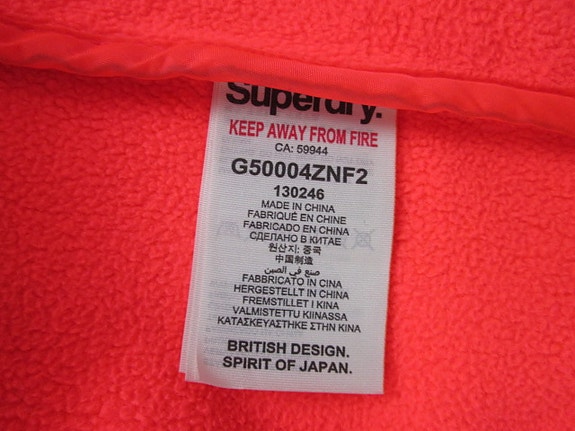 Superdry.
KEEP AWAY FROM FIRE
CA: 59944
G50004ZNF2
130246
MADE IN CHINA
FABRIQUÉ EN CHINE
FABRICADO EN CHINA
СДЕЛАНО В КИТАЕ
원산지: 중국
中国制造
صنع في الصين
FABBRICATO IN CINA
HERGESTELLT IN CHINA
FREMSTILLET I KINA
VALMISTETTU KIINASSA
ΚΑΤΑΣΚΕΥΑΣΤΗΚΕ ΣΤΗΝ ΚΙΝΑ
BRITISH DESIGN.
SPIRIT OF JAPAN.